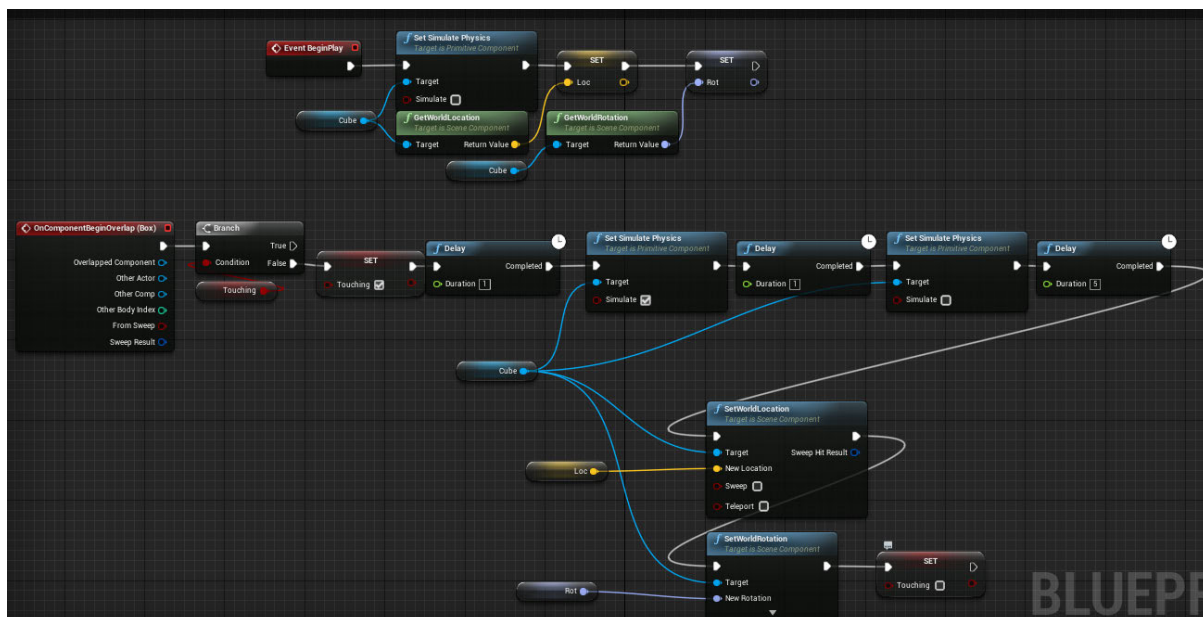 Event BeginPlay
Set Simulate Physics
Target is Primitive Component
Target
Simulate
SET
Loc
SET
Rot
Cube
GetWorldLocation
Target is Scene Component
Target
Return Value
GetWorldRotation
Target is Scene Component
Target
Return Value
Cube
OnComponentBeginOverlap (Box)
Overlapped Component
Other Actor
Other Comp
Other Body Index
From Sweep
Sweep Result
Branch
True
Condition
False
Touching
SET
Touching
Delay
Completed
Duration 1
Set Simulate Physics
Target is Primitive Component
Target
Simulate
Delay
Completed
Duration 1
Set Simulate Physics
Target is Primitive Component
Target
Simulate
Delay
Completed
Duration 5
Cube
SetWorldLocation
Target is Scene Component
Target
Sweep Hit Result
New Location
Sweep
Teleport
Loc
SetWorldRotation
Target is Scene Component
Target
New Rotation
Rot
SET
Touching
BLUEPR